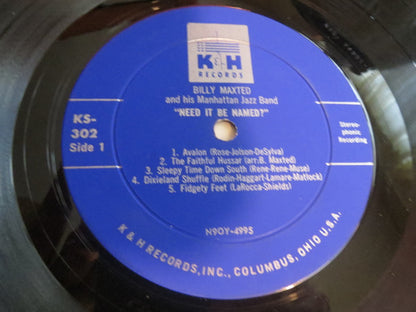 K&H
RECORDS
BILLY MAXTED
and his Manhattan Jazz Band
"NEED IT BE NAMED?"
KS-
302
Side 1
Stereo-
phonic
Recording
1. Avalon (Rose-Jolson-DeSylva)
2. The Faithful Hussar (arr:B. Maxted)
3. Sleepy Time Down South (Rene-Rene-Muse)
4. Dixieland Shuffle (Rodin-Haggart-Lamare-Matlock)
5. Fidgety Feet (LaRocca-Shields)
N9OY-4995
K & H RECORDS, INC., COLUMBUS, OHIO U.S.A.